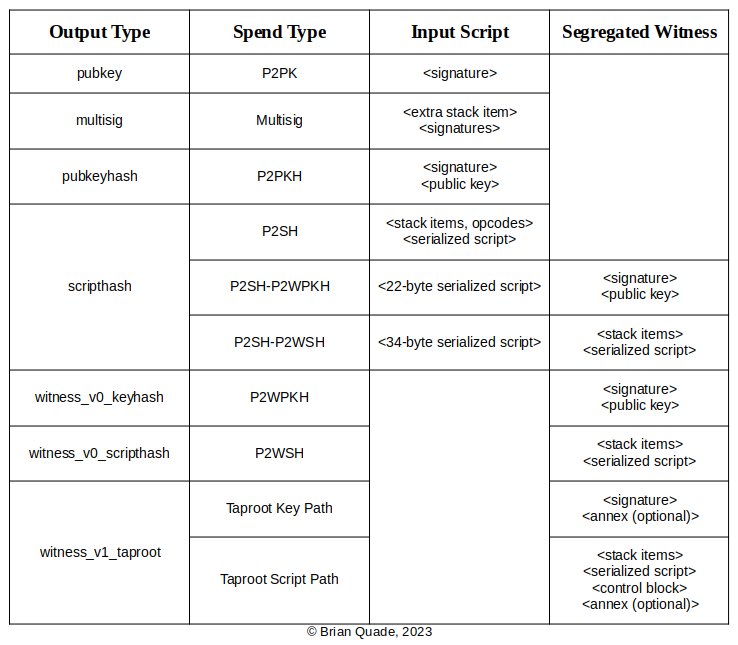 Output Type Spend Type Input Script Segregated Witness
pubkey P2PK <signature>
multisig Multisig <extra stack item>
<signatures>
pubkeyhash P2PKH <signature>
<public key>
scripthash P2SH <stack items, opcodes>
<serialized script>
P2SH-P2WPKH <22-byte serialized script> <signature>
<public key>
P2SH-P2WSH <34-byte serialized script> <stack items>
<serialized script>
witness_v0_keyhash P2WPKH <signature>
<public key>
witness_v0_scripthash P2WSH <stack items>
<serialized script>
witness_v1_taproot Taproot Key Path <signature>
<annex (optional)>
Taproot Script Path <stack items>
<serialized script>
<control block>
<annex (optional)>
© Brian Quade, 2023